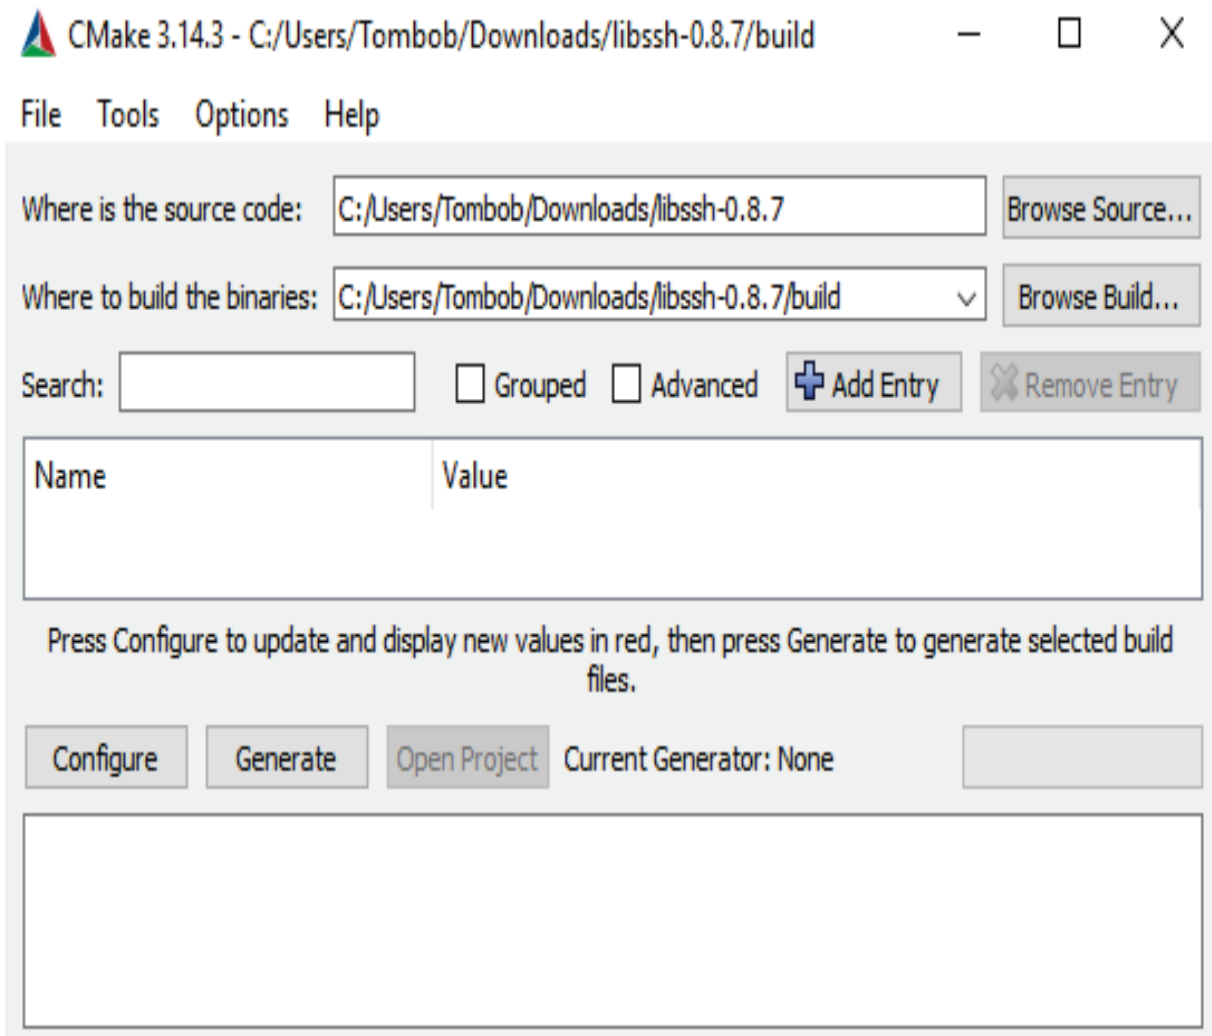 CMake 3.14.3 - C:/Users/Tombob/Downloads/libssh-0.8.7/build
File Tools Options Help
Where is the source code: C:/Users/Tombob/Downloads/libssh-0.8.7 Browse Source...
Where to build the binaries: C:/Users/Tombob/Downloads/libssh-0.8.7/build Browse Build...
Search: Grouped Advanced Add Entry Remove Entry
Name Value
Press Configure to update and display new values in red, then press Generate to generate selected build
files.
Configure Generate Open Project Current Generator: None